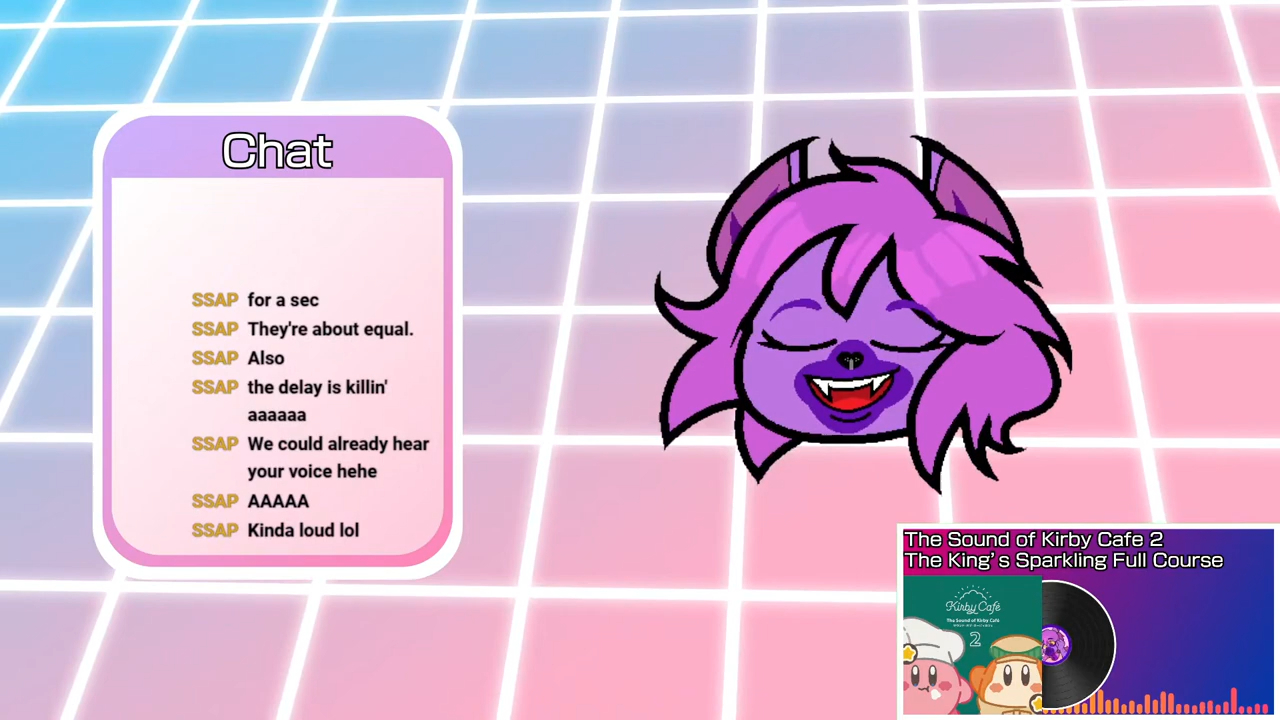 Chat
SSAP for a sec
SSAP They're about equal.
SSAP Also
SSAP the delay is killin'
aaaaaa
SSAP We could already hear
your voice hehe
SSAP AAAAA
SSAP Kinda loud lol
The Sound of Kirby Cafe 2
The King's Sparkling Full Course
Kirby Café
The Sound of Kirby Café
2